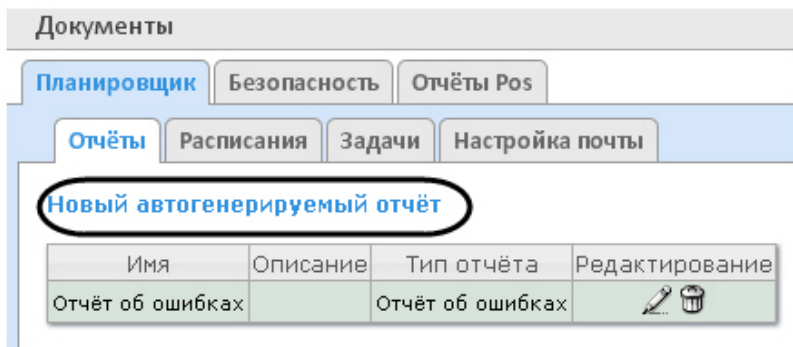 Документы
Планировщик Безопасность Отчёты Pos
Отчёты Расписания Задачи Настройка почты
Новый автогенерируемый отчёт
Имя Описание Тип отчёта Редактирование
Отчёт об ошибках Отчёт об ошибках